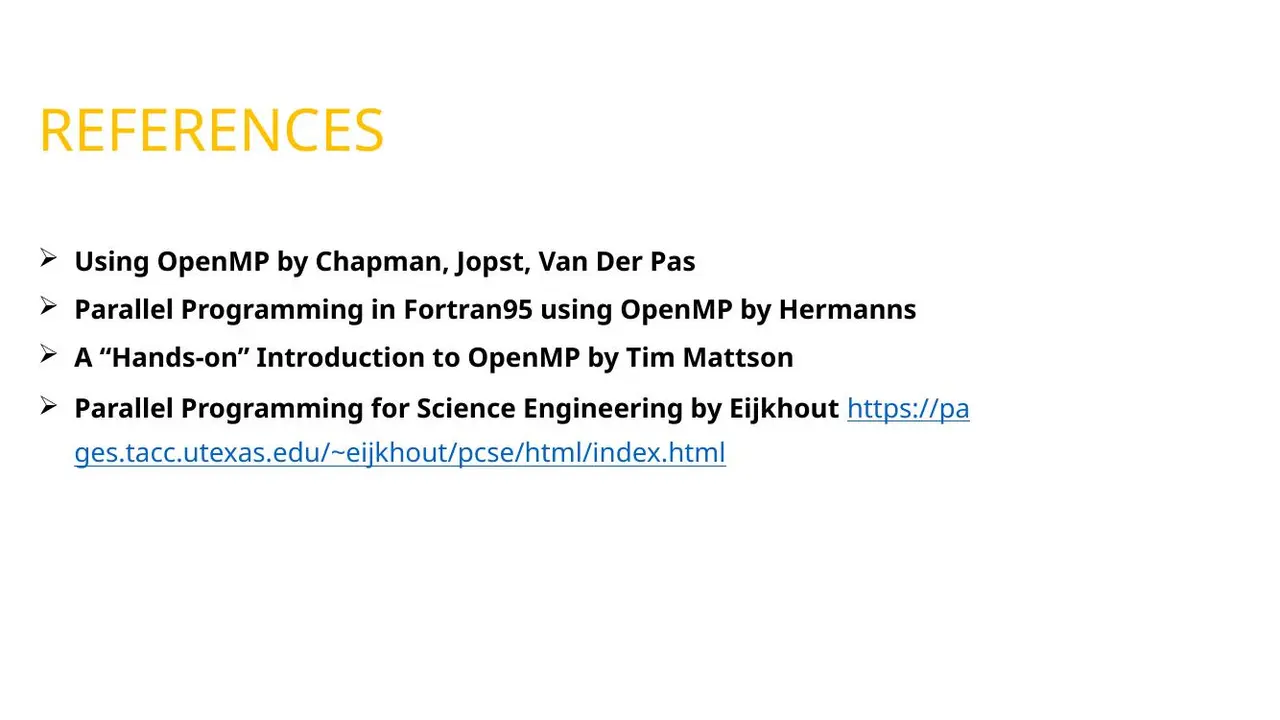 REFERENCES
➢ Using OpenMP by Chapman, Jopst, Van Der Pas
➢ Parallel Programming in Fortran95 using OpenMP by Hermanns
➢ A “Hands-on” Introduction to OpenMP by Tim Mattson
➢ Parallel Programming for Science Engineering by Eijkhout https://pa
ges.tacc.utexas.edu/~eijkhout/pcse/html/index.html